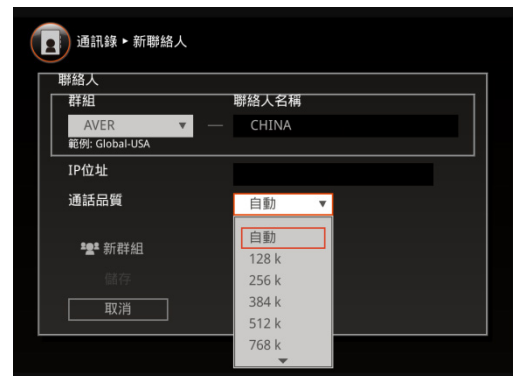 通訊錄 ▸ 新聯絡人
聯絡人
群組 聯絡人名稱
AVER ▼ — CHINA
範例: Global-USA
IP位址
通話品質 自動 ▼
自動
128 k
256 k
384 k
512 k
768 k
新群組
儲存
取消